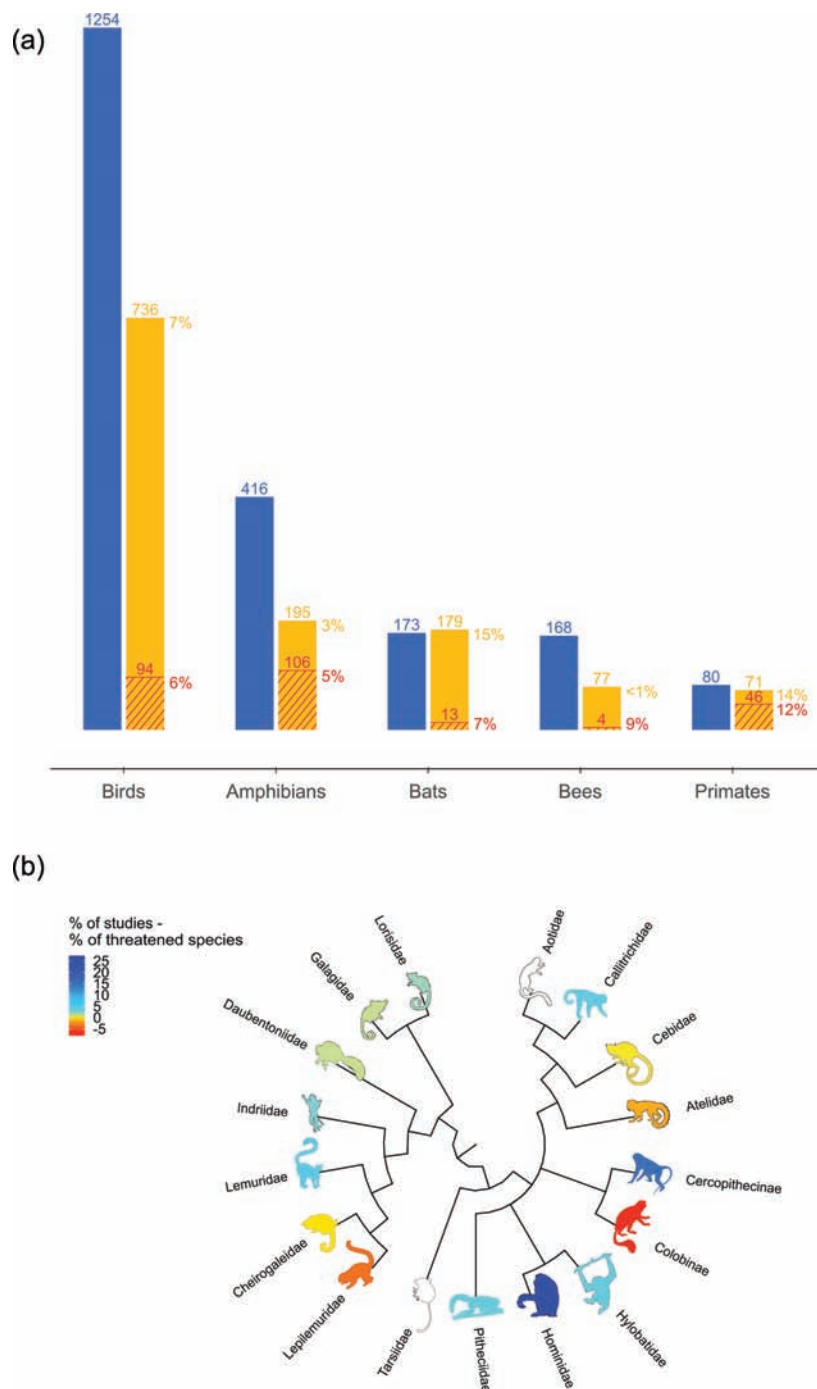 (a)
1254
736
7%
94
6%
416
195
3%
106
5%
173
179
15%
13
7%
168
77
<1%
4
9%
80
71
14%
46
12%
Birds
Amphibians
Bats
Bees
Primates
(b)
% of studies -
% of threatened species
25
20
15
10
5
0
-5
Lorisidae
Galagidae
Daubentoniidae
Indriidae
Lemuridae
Cheirogaleidae
Lepilemuridae
Tarsiidae
Pitheciidae
Hominidae
Hylobatidae
Colobinae
Cercopithecinae
Atelidae
Cebidae
Callitrichidae
Aotidae